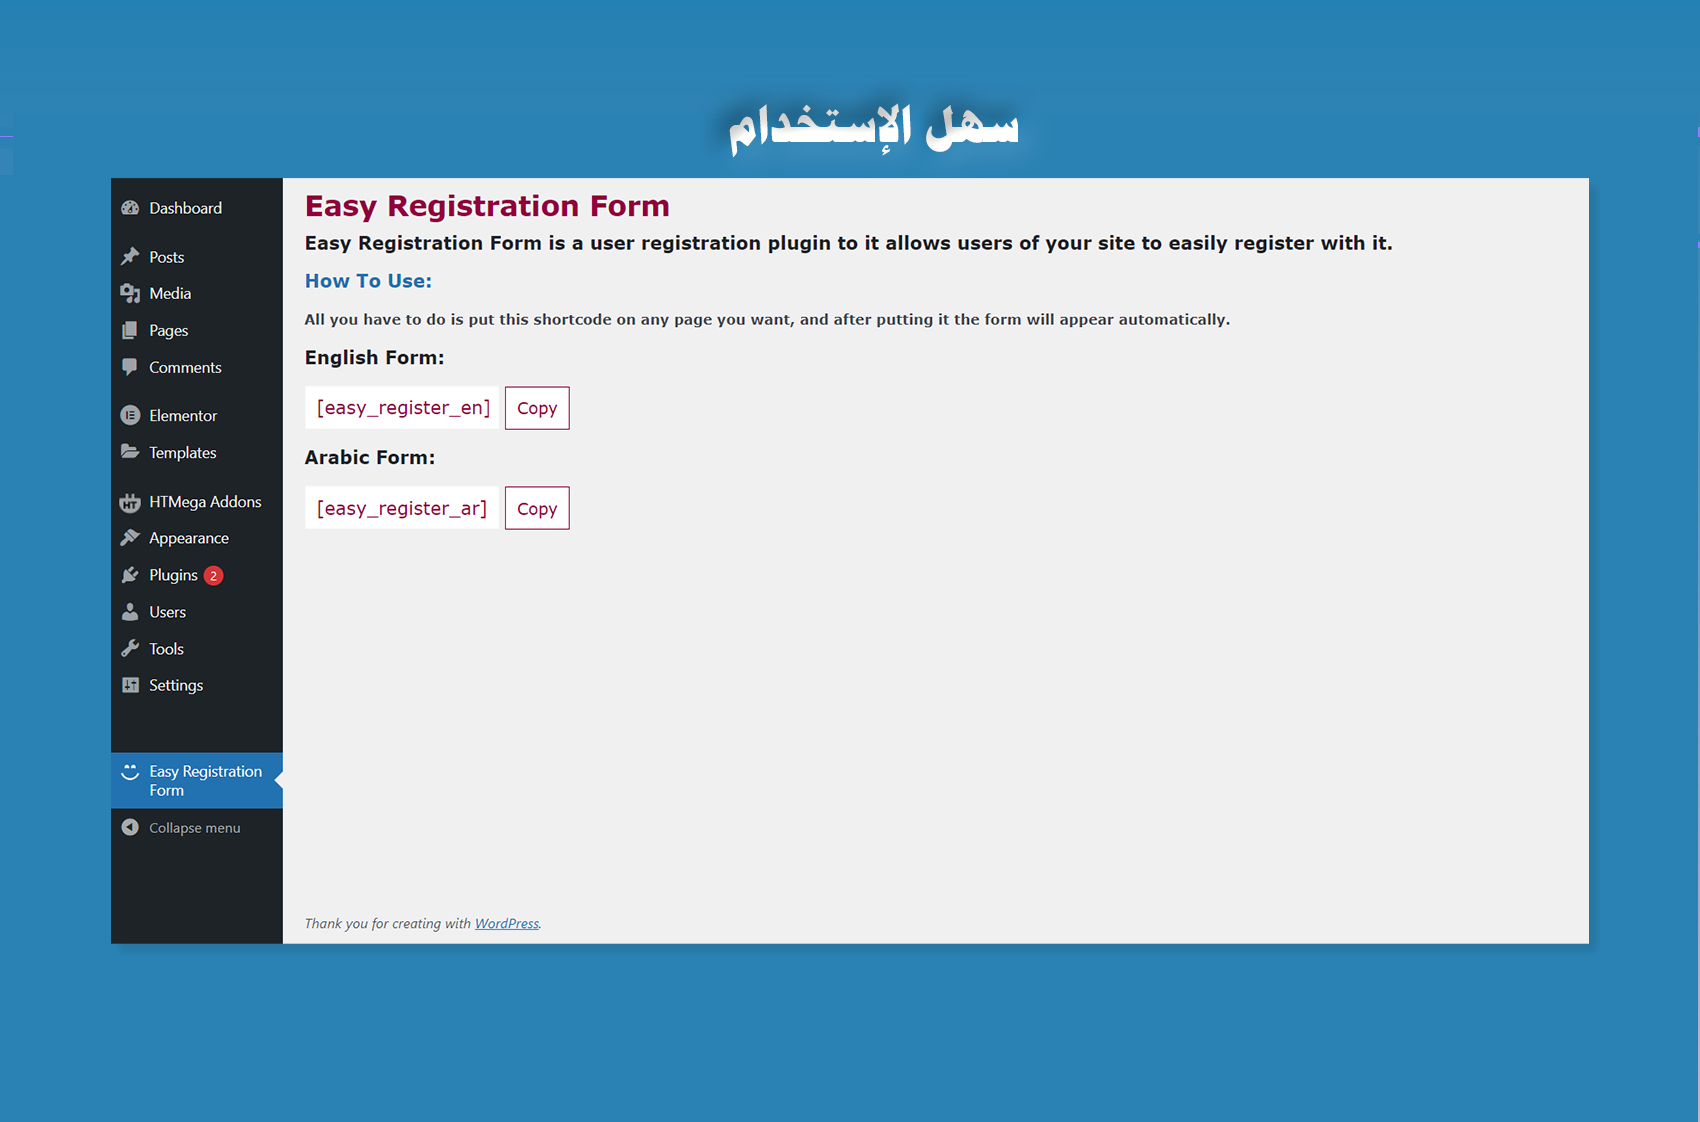 سهل الإستخدام
Dashboard
Posts
Media
Pages
Comments
Elementor
Templates
HTMega Addons
Appearance
Plugins 2
Users
Tools
Settings
Easy Registration
Form
Collapse menu
Easy Registration Form
Easy Registration Form is a user registration plugin to it allows users of your site to easily register with it.
How To Use:
All you have to do is put this shortcode on any page you want, and after putting it the form will appear automatically.
English Form:
[easy_register_en] Copy
Arabic Form:
[easy_register_ar] Copy
Thank you for creating with WordPress.